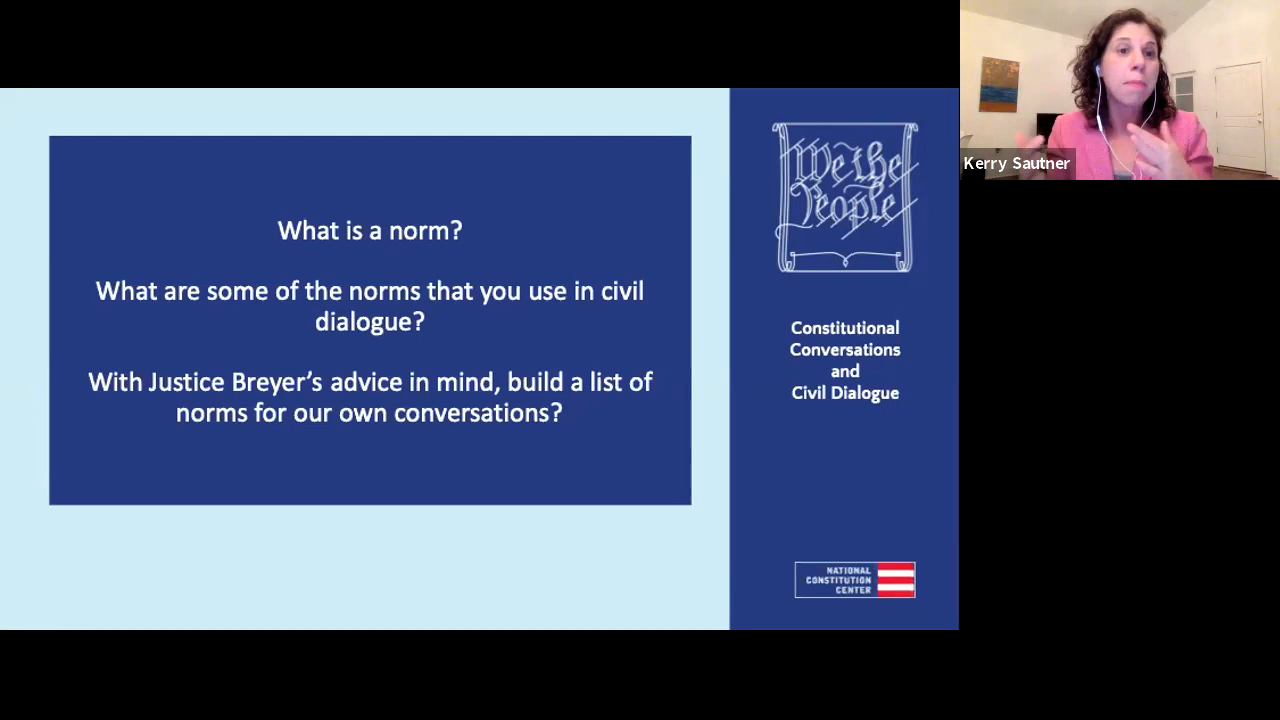 What is a norm?
What are some of the norms that you use in civil
dialogue?
With Justice Breyer's advice in mind, build a list of
norms for our own conversations?
We the
People
Constitutional
Conversations
and
Civil Dialogue
NATIONAL
CONSTITUTION
CENTER
Kerry Sautner